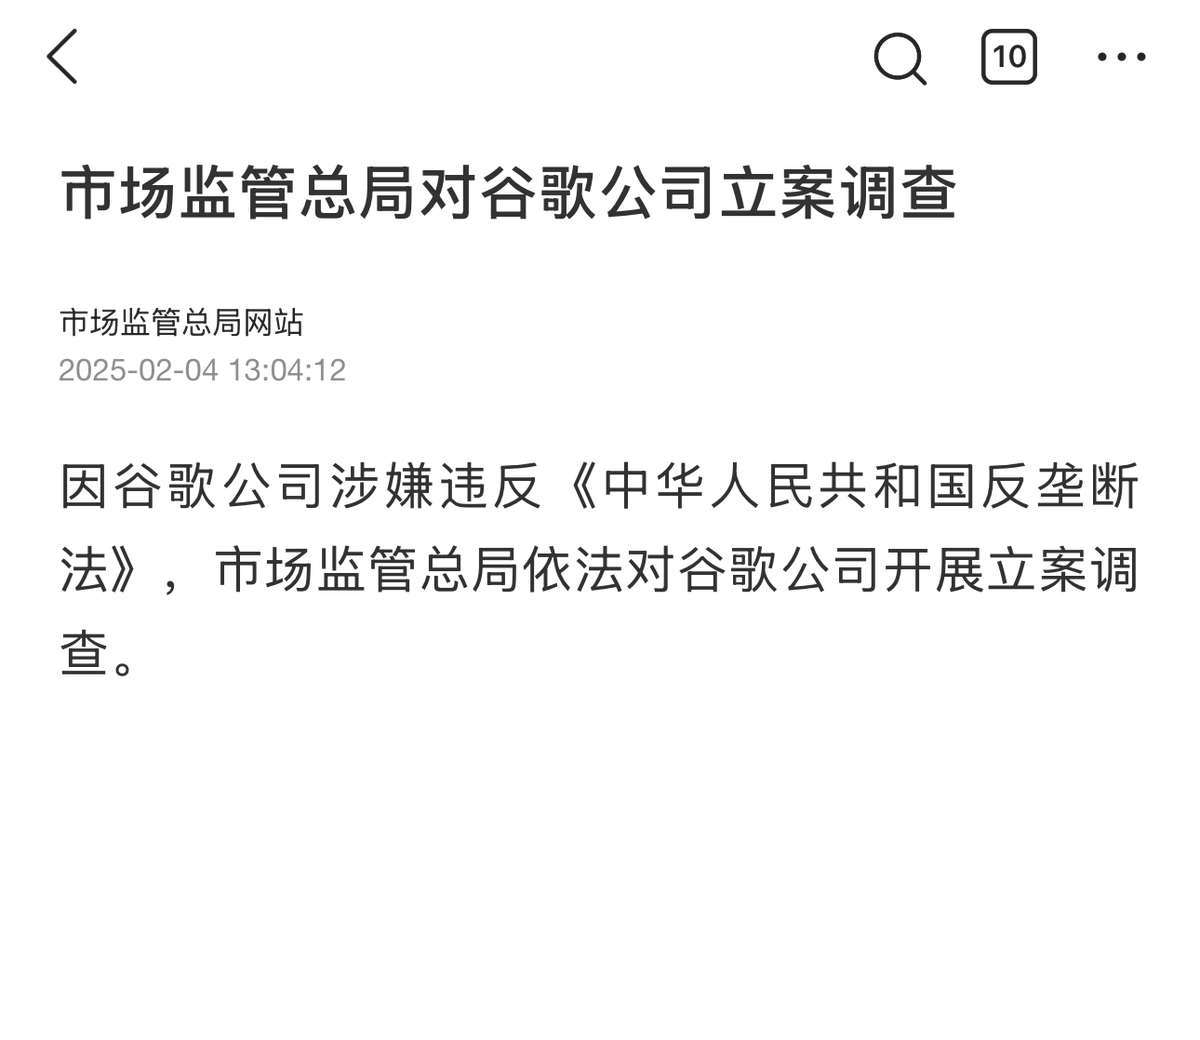 10
市场监管总局对谷歌公司立案调查
市场监管总局网站
2025-02-04 13:04:12
因谷歌公司涉嫌违反《中华人民共和国反垄断
法》，市场监管总局依法对谷歌公司开展立案调
查。